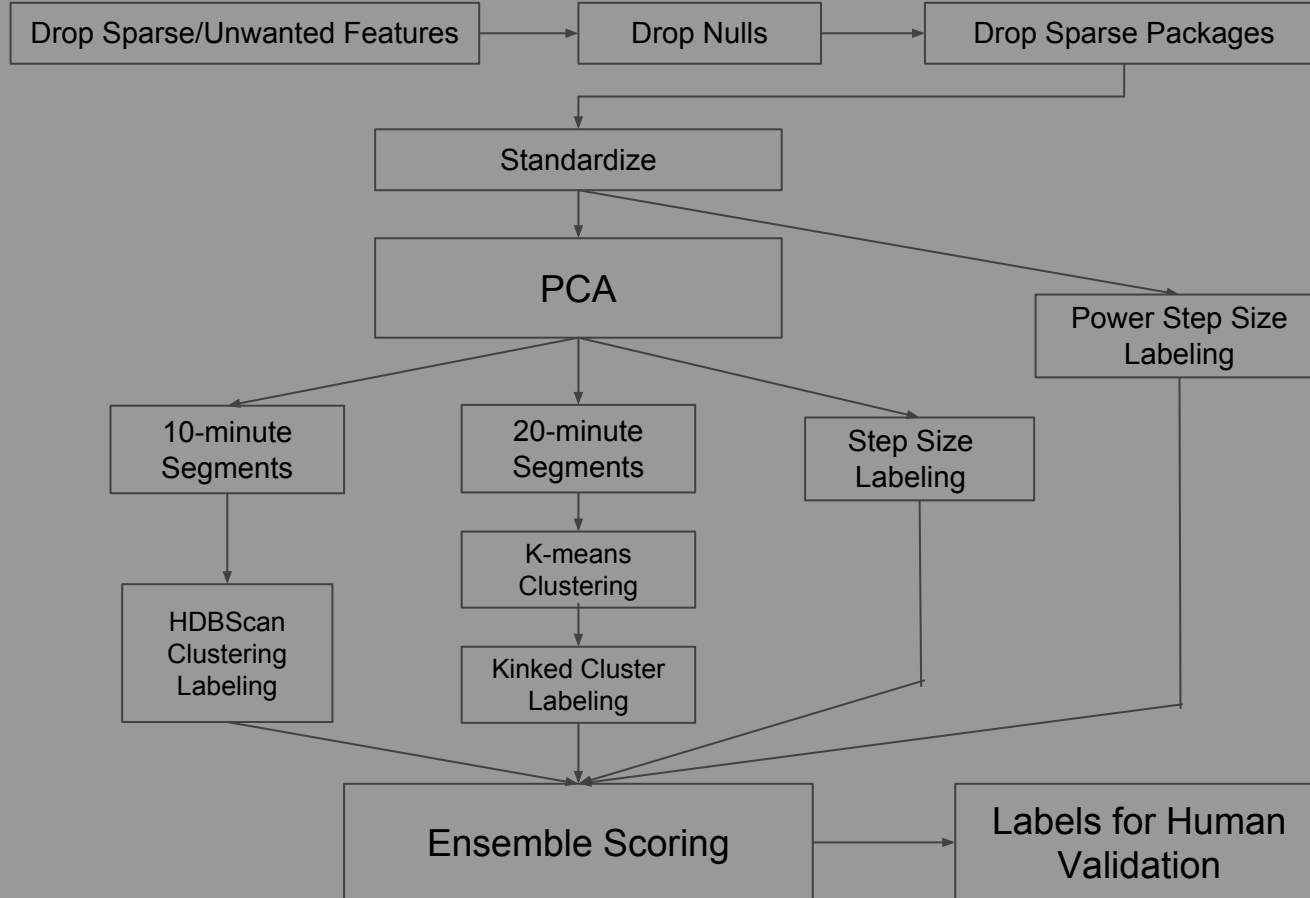 Drop Sparse/Unwanted Features
Drop Nulls
Drop Sparse Packages
Standardize
PCA
Power Step Size
Labeling
10-minute
Segments
20-minute
Segments
Step Size
Labeling
K-means
Clustering
HDBScan
Clustering
Labeling
Kinked Cluster
Labeling
Ensemble Scoring
Labels for Human
Validation